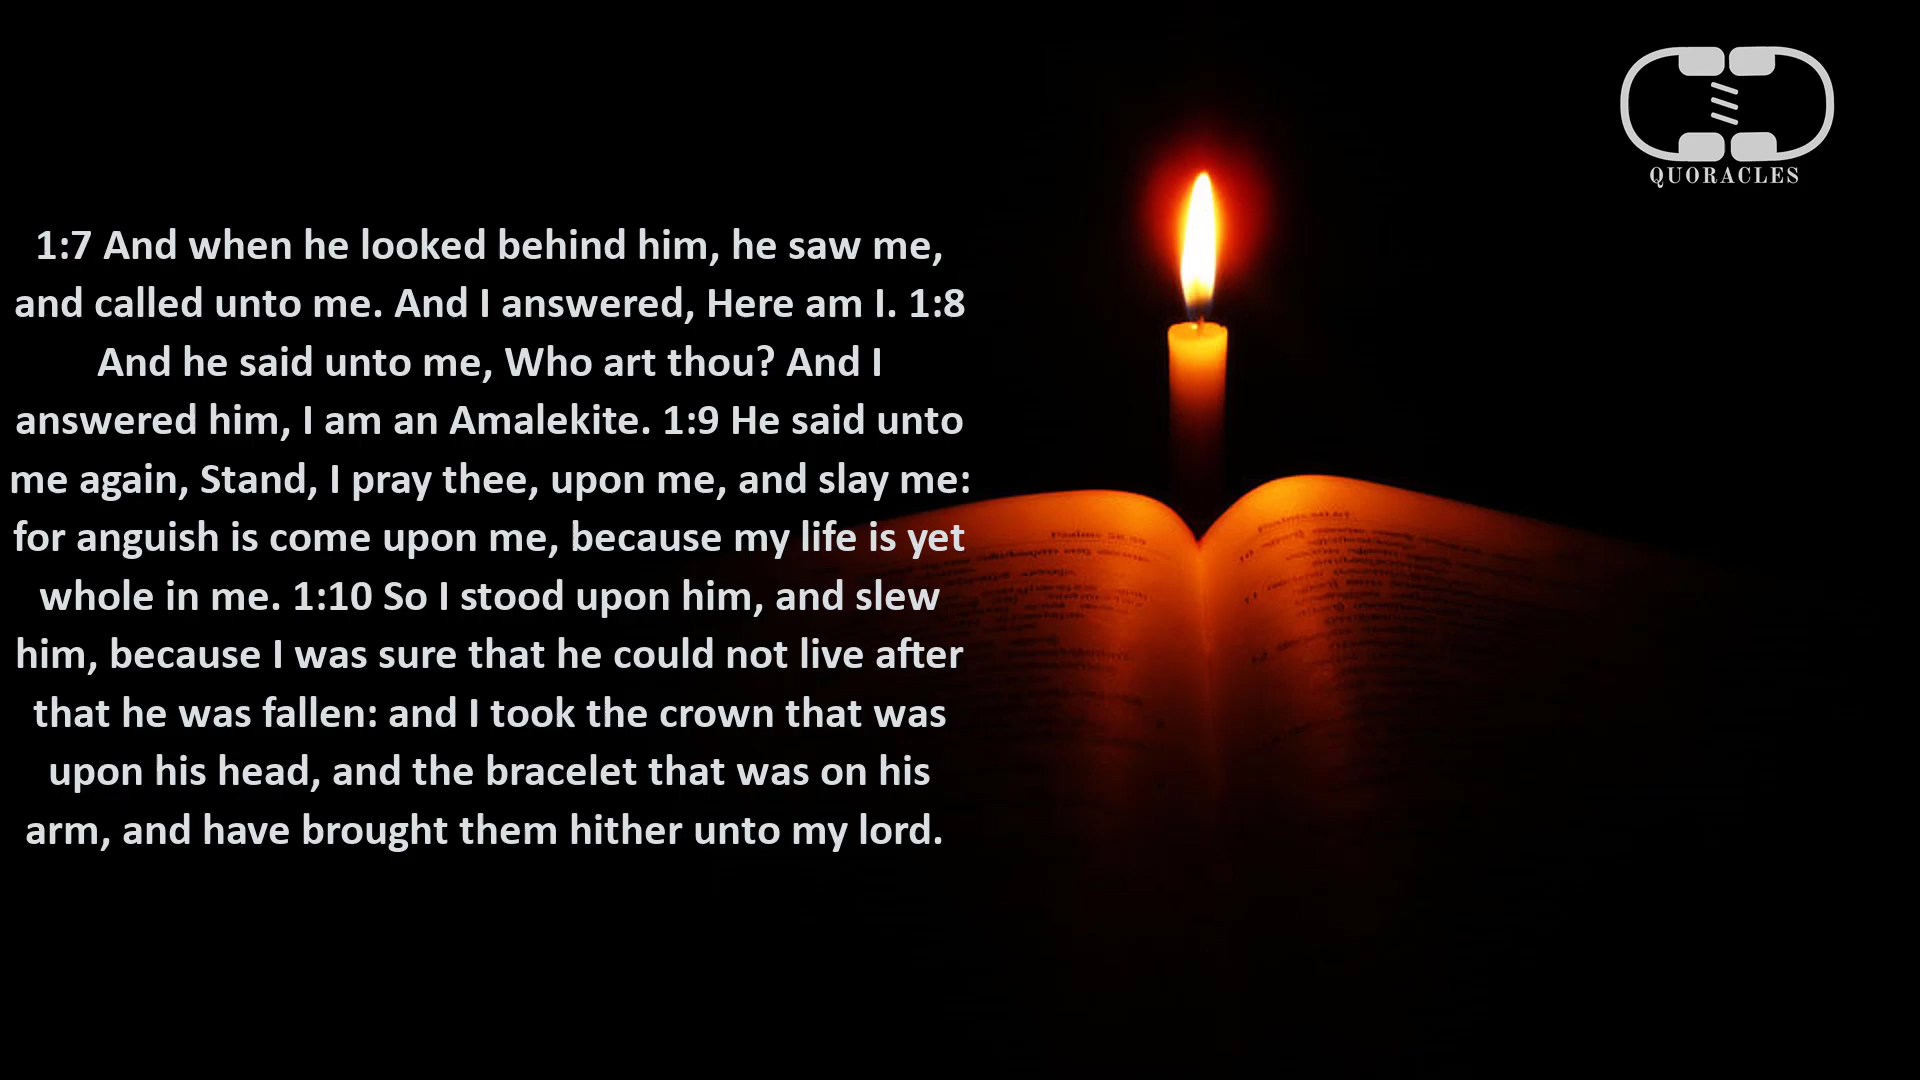 QUORACLES
1:7 And when he looked behind him, he saw me,
and called unto me. And I answered, Here am I. 1:8
And he said unto me, Who art thou? And I
answered him, I am an Amalekite. 1:9 He said unto
me again, Stand, I pray thee, upon me, and slay me:
for anguish is come upon me, because my life is yet
whole in me. 1:10 So I stood upon him, and slew
him, because I was sure that he could not live after
that he was fallen: and I took the crown that was
upon his head, and the bracelet that was on his
arm, and have brought them hither unto my lord.